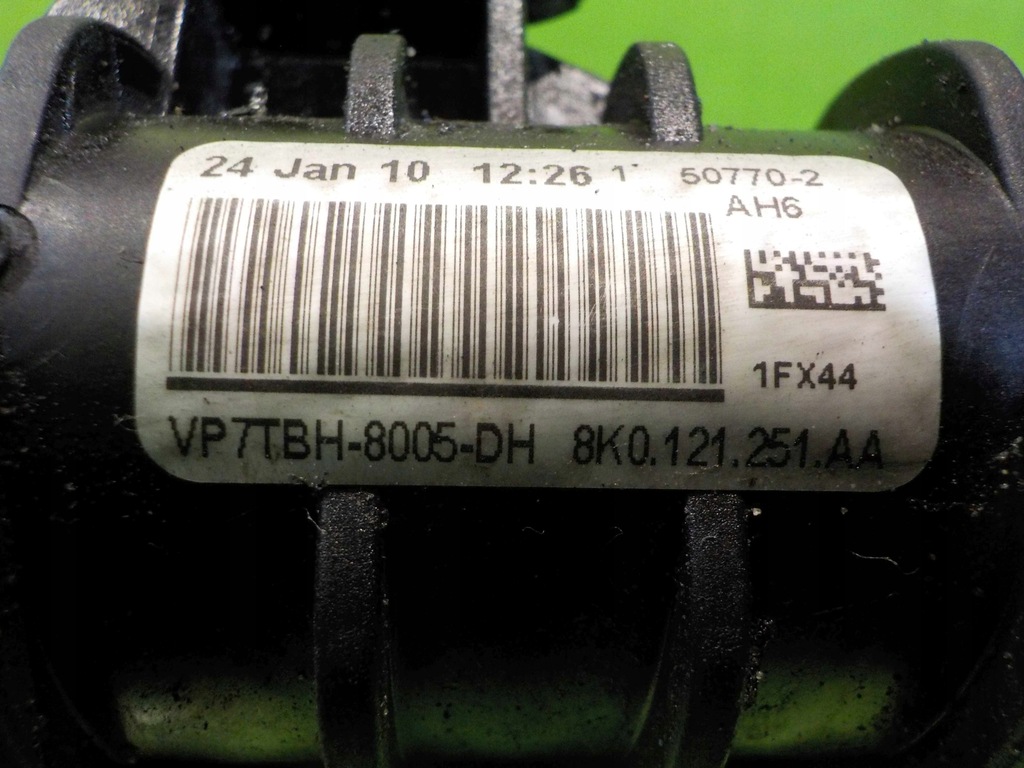 24 Jan 10 12:26 1 50770-2
AH6
1FX44
VP7TBH-8005-DH 8K0.121.251.AA